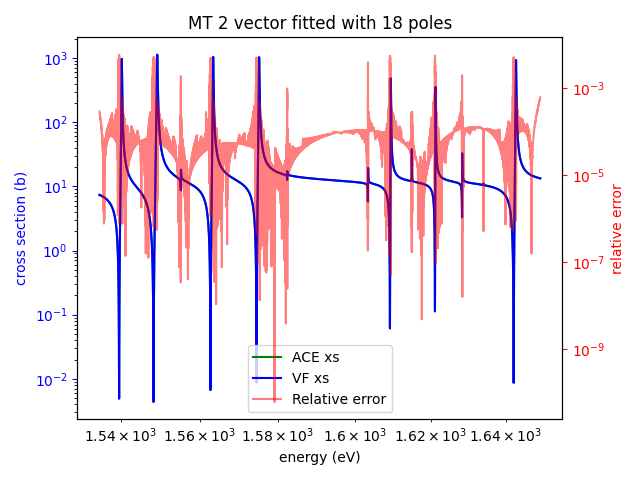 MT 2 vector fitted with 18 poles
cross section (b)
10³
10²
10¹
10⁰
10⁻¹
10⁻²
10⁻³
10⁻⁵
10⁻⁷
10⁻⁹
relative error
ACE xs
VF xs
Relative error
1.54 × 10³ 1.56 × 10³ 1.58 × 10³ 1.6 × 10³ 1.62 × 10³ 1.64 × 10³
energy (eV)